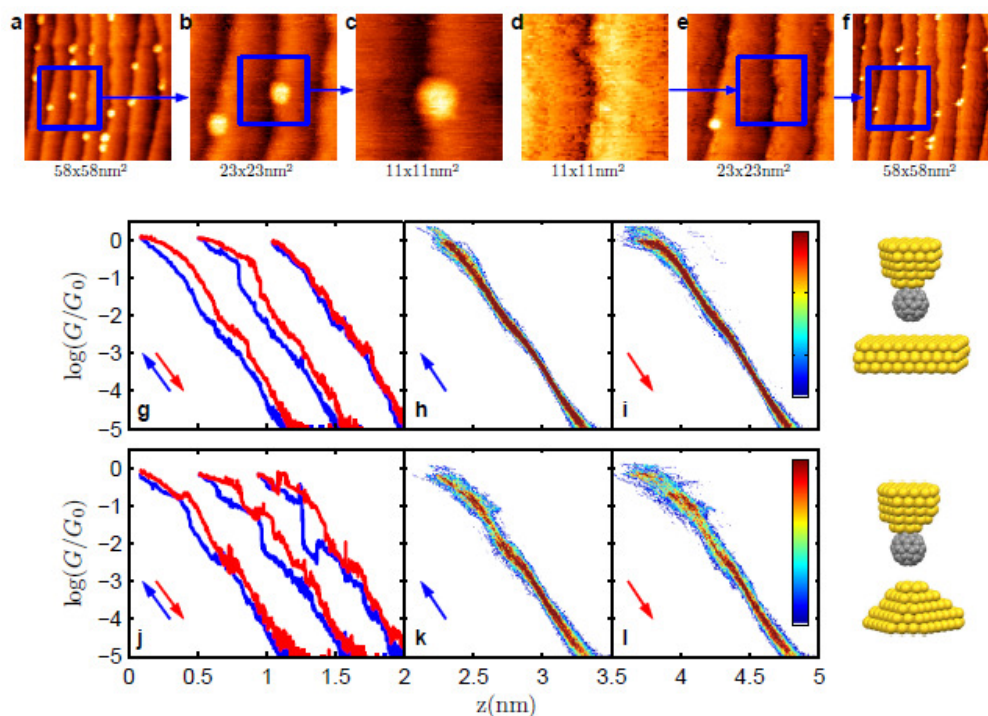 a b c d e f
58x58nm² 23x23nm² 11x11nm² 11x11nm² 23x23nm² 58x58nm²
log(G/G₀)
0
−1
−2
−3
−4
−5
g h i
log(G/G₀)
0
−1
−2
−3
−4
−5
j k l
0 0.5 1 1.5 2 2.5 3 3.5 4 4.5 5
z(nm)